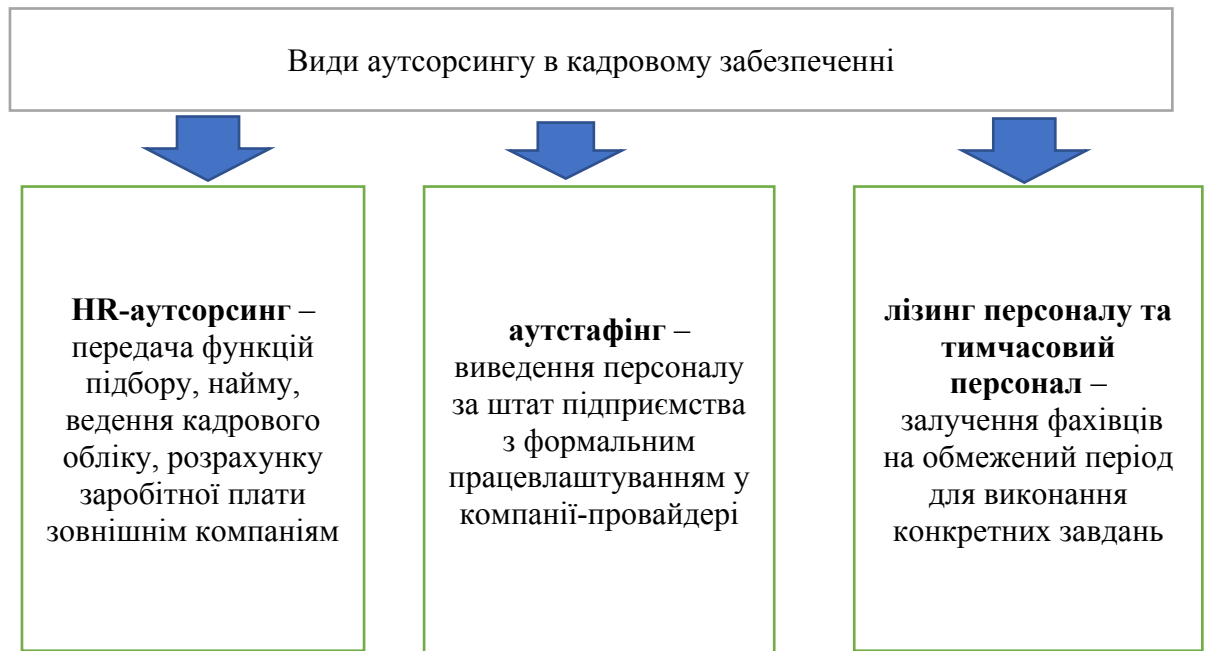 Види аутсорсингу в кадровому забезпеченні
HR-аутсорсинг –
передача функцій
підбору, найму,
ведення кадрового
обліку, розрахунку
заробітної плати
зовнішнім компаніям
аутстафінг –
виведення персоналу
за штат підприємства
з формальним
працевлаштуванням у
компанії-провайдері
лізинг персоналу та
тимчасовий
персонал –
залучення фахівців
на обмежений період
для виконання
конкретних завдань